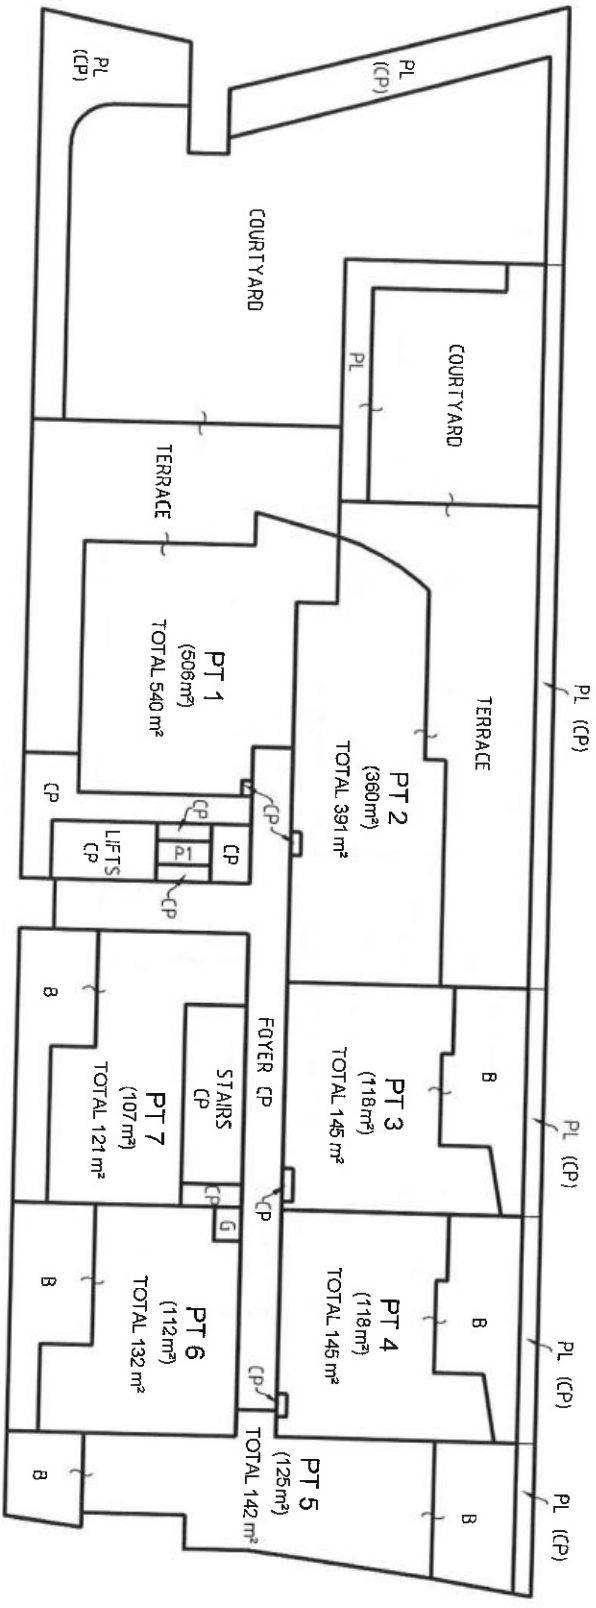 PL
(CP)
PL
(CP)
COURTYARD
COURTYARD
PL
TERRACE
TERRACE
PL (CP)
PT 1
(506m²)
TOTAL 540 m²
PT 2
(360m²)
TOTAL 391 m²
CP
CP
CP
LIFTS
CP
P1
CP
CP
FOYER CP
B
PT 7
(107m²)
TOTAL 121 m²
STAIRS
CP
CP
G
PT 3
(118m²)
TOTAL 145 m²
B
PL (CP)
CP
B
PT 6
(112m²)
TOTAL 132 m²
PT 4
(118m²)
TOTAL 145 m²
B
PL (CP)
CP
B
PT 5
(125m²)
TOTAL 142 m²
B
PL (CP)